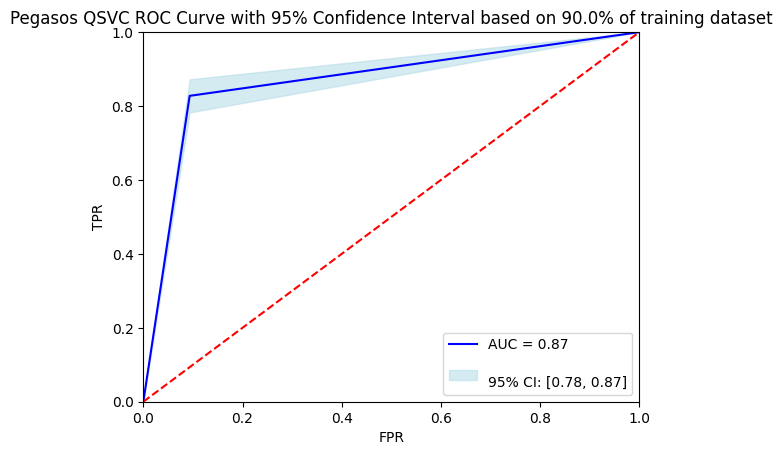 Pegasos QSVC ROC Curve with 95% Confidence Interval based on 90.0% of training dataset
1.0
0.8
0.6
0.4
0.2
0.0
TPR
AUC = 0.87
95% CI: [0.78, 0.87]
0.0 0.2 0.4 0.6 0.8 1.0
FPR